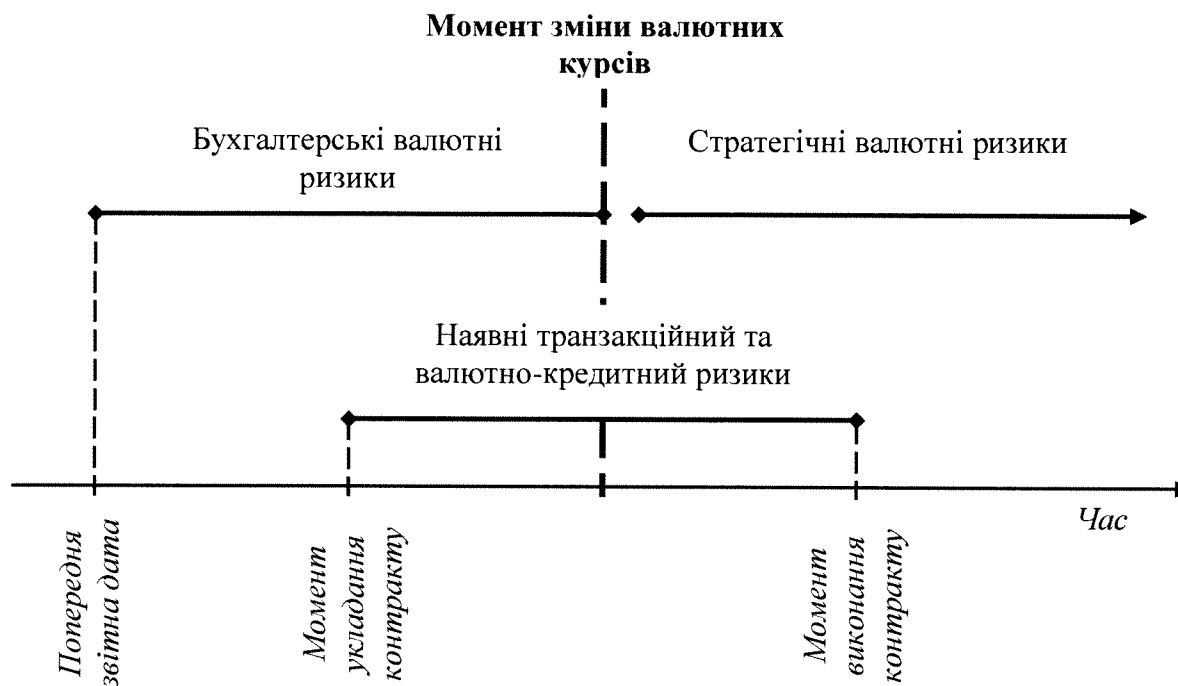 Момент зміни валютних
курсів
Бухгалтерські валютні
ризики
Стратегічні валютні ризики
Наявні транзакційний та
валютно-кредитний ризики
Час
Попередня
звітна дата
Момент
укладання
контракту
Момент
виконання
контракту